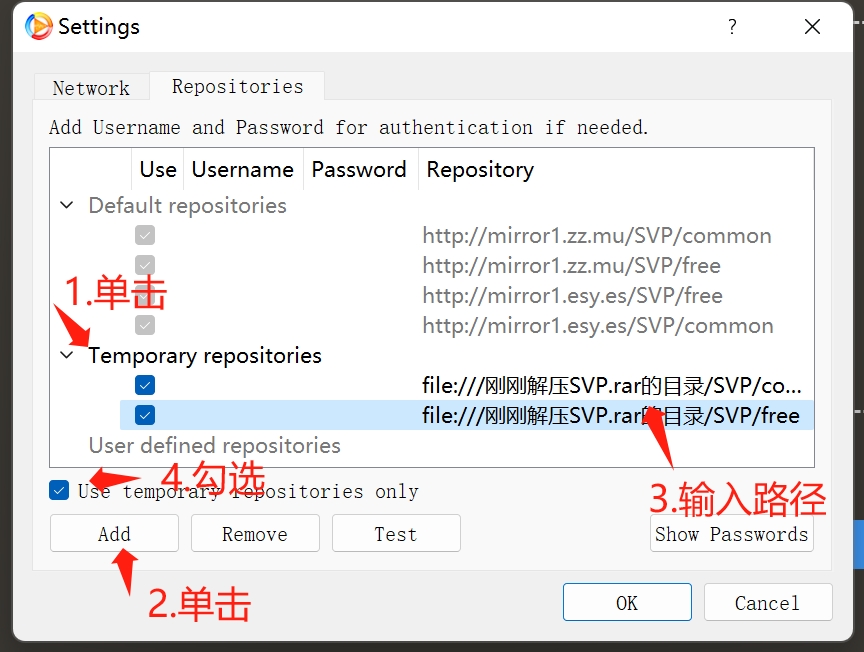 Settings
Network Repositories
Add Username and Password for authentication if needed.
Use Username Password Repository
Default repositories
http://mirror1.zz.mu/SVP/common
http://mirror1.zz.mu/SVP/free
http://mirror1.esy.es/SVP/free
1.单击
http://mirror1.esy.es/SVP/common
Temporary repositories
file:///刚刚解压SVP.rar的目录/SVP/co...
file:///刚刚解压SVP.rar的目录/SVP/free
User defined repositories
4.勾选
Use temporary repositories only
3.输入路径
Add Remove Test Show Passwords
2.单击
OK Cancel